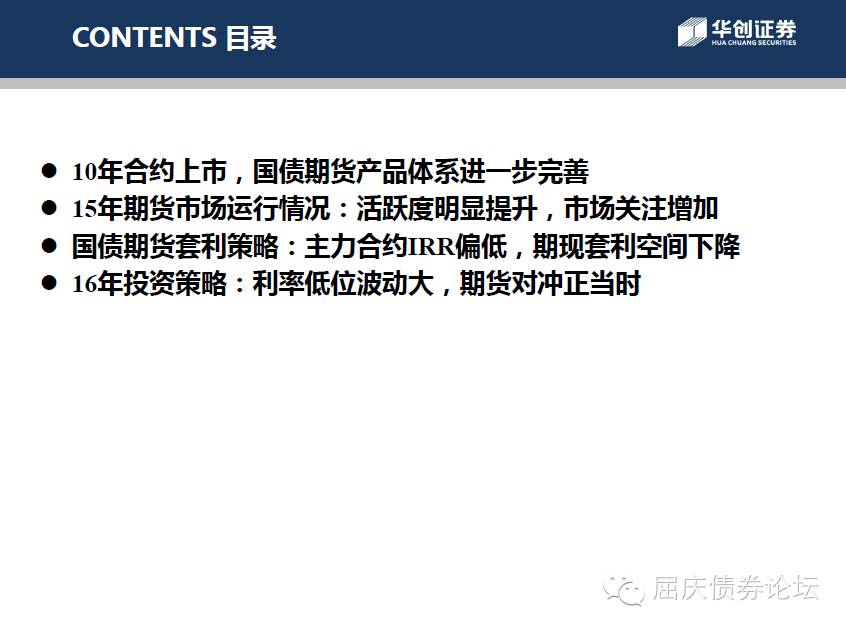 CONTENTS 目录
华创证券
HUA CHUANG SECURITIES
● 10年合约上市，国债期货产品体系进一步完善
● 15年期货市场运行情况：活跃度明显提升，市场关注增加
● 国债期货套利策略：主力合约IRR偏低，期现套利空间下降
● 16年投资策略：利率低位波动大，期货对冲正当时
屈庆债券论坛